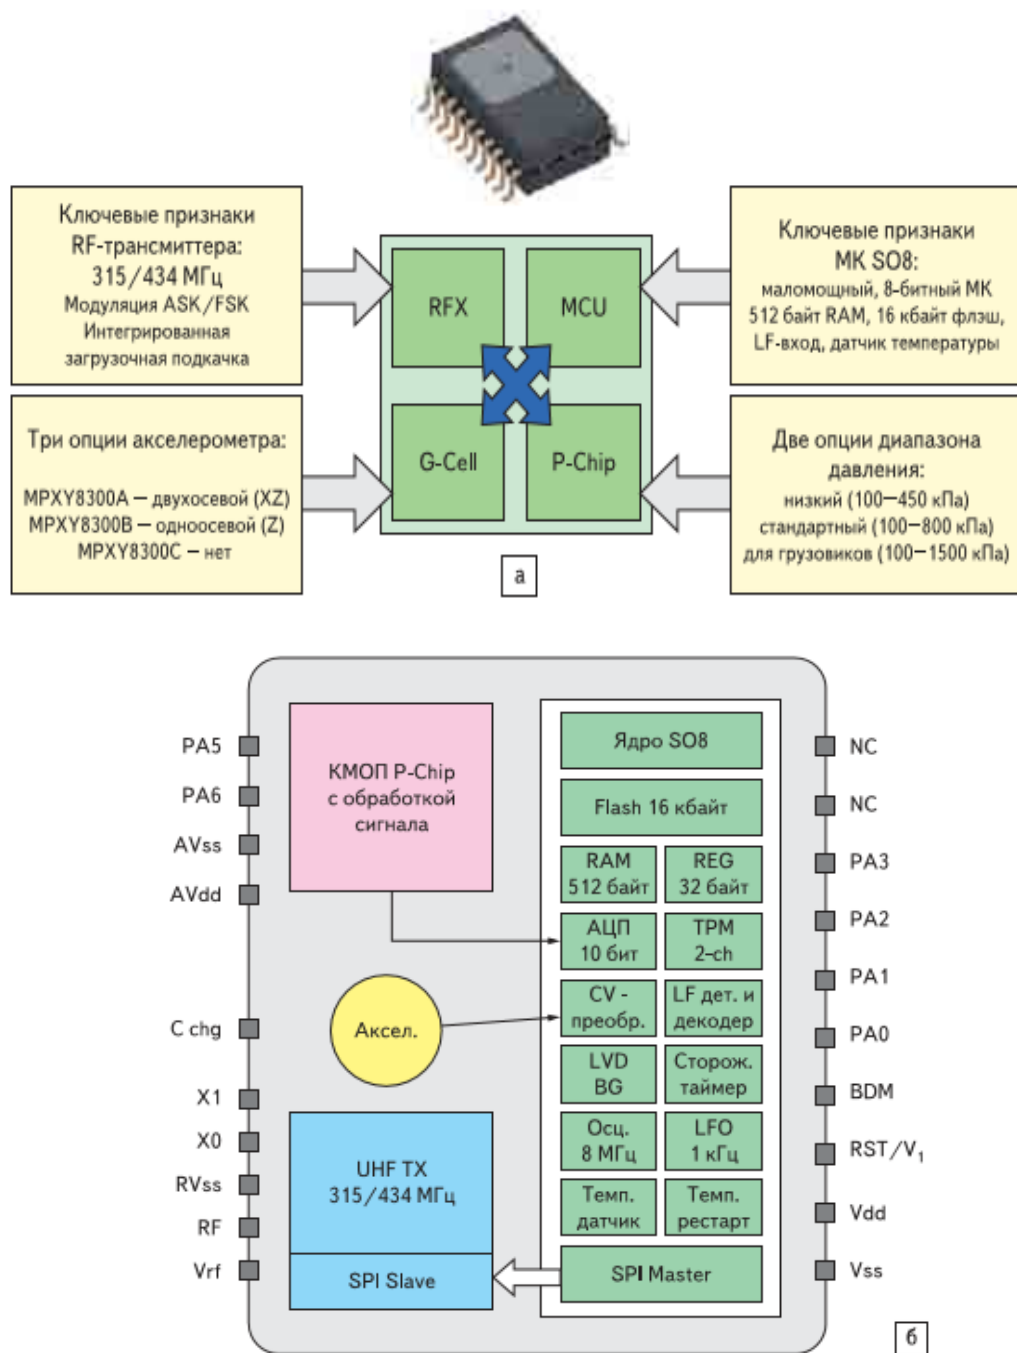 Ключевые признаки
RF-трансмиттера:
315/434 МГц
Модуляция ASK/FSK
Интегрированная
загрузочная подкачка
Ключевые признаки
МК SO8:
маломощный, 8-битный МК
512 байт RAM, 16 кбайт флэш,
LF-вход, датчик температуры
RFX
MCU
G-Cell
P-Chip
Три опции акселерометра:
MPXY8300A — двухосевой (XZ)
MPXY8300B — одноосевой (Z)
MPXY8300C — нет
Две опции диапазона
давления:
низкий (100—450 кПа)
стандартный (100—800 кПа)
для грузовиков (100—1500 кПа)
а
PA5
PA6
AVss
AVdd
C chg
X1
X0
RVss
RF
Vrf
КМОП P-Chip
с обработкой
сигнала
Аксел.
UHF TX
315/434 МГц
SPI Slave
Ядро SO8
Flash 16 кбайт
RAM
512 байт
REG
32 байт
АЦП
10 бит
TPM
2-ch
CV -
преобр.
LF дет. и
декодер
LVD
BG
Сторож.
таймер
Осц.
8 МГц
LFO
1 кГц
Темп.
датчик
Темп.
рестарт
SPI Master
NC
NC
PA3
PA2
PA1
PA0
BDM
RST/V₁
Vdd
Vss
б